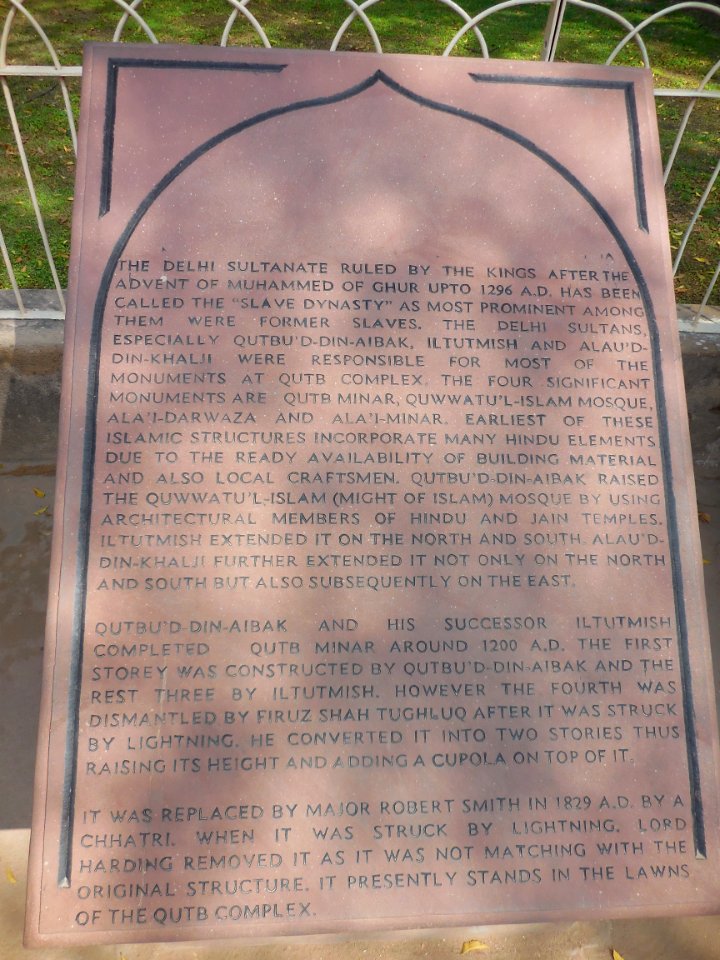 THE DELHI SULTANATE RULED BY THE KINGS AFTER THE
ADVENT OF MUHAMMED OF GHUR UPTO 1296 A.D. HAS BEEN
CALLED THE "SLAVE DYNASTY" AS MOST PROMINENT AMONG
THEM WERE FORMER SLAVES. THE DELHI SULTANS,
ESPECIALLY QUTBU'D-DIN-AIBAK, ILTUTMISH AND ALAU'D-
DIN-KHALJI WERE RESPONSIBLE FOR MOST OF THE
MONUMENTS AT QUTB COMPLEX. THE FOUR SIGNIFICANT
MONUMENTS ARE QUTB MINAR, QUWWATU'L-ISLAM MOSQUE,
ALA'I-DARWAZA AND ALA'I-MINAR. EARLIEST OF THESE
ISLAMIC STRUCTURES INCORPORATE MANY HINDU ELEMENTS
DUE TO THE READY AVAILABILITY OF BUILDING MATERIAL
AND ALSO LOCAL CRAFTSMEN. QUTBU'D-DIN-AIBAK RAISED
THE QUWWATU'L-ISLAM (MIGHT OF ISLAM) MOSQUE BY USING
ARCHITECTURAL MEMBERS OF HINDU AND JAIN TEMPLES.
ILTUTMISH EXTENDED IT ON THE NORTH AND SOUTH. ALAU'D-
DIN-KHALJI FURTHER EXTENDED IT NOT ONLY ON THE NORTH
AND SOUTH BUT ALSO SUBSEQUENTLY ON THE EAST.
QUTBU'D-DIN-AIBAK AND HIS SUCCESSOR ILTUTMISH
COMPLETED QUTB MINAR AROUND 1200 A.D. THE FIRST
STOREY WAS CONSTRUCTED BY QUTBU'D-DIN-AIBAK AND THE
REST THREE BY ILTUTMISH. HOWEVER THE FOURTH WAS
DISMANTLED BY FIRUZ SHAH TUGHLUQ AFTER IT WAS STRUCK
BY LIGHTNING. HE CONVERTED IT INTO TWO STORIES THUS
RAISING ITS HEIGHT AND ADDING A CUPOLA ON TOP OF IT.
IT WAS REPLACED BY MAJOR ROBERT SMITH IN 1829 A.D. BY A
CHHATRI. WHEN IT WAS STRUCK BY LIGHTNING, LORD
HARDING REMOVED IT AS IT WAS NOT MATCHING WITH THE
ORIGINAL STRUCTURE. IT PRESENTLY STANDS IN THE LAWNS
OF THE QUTB COMPLEX.